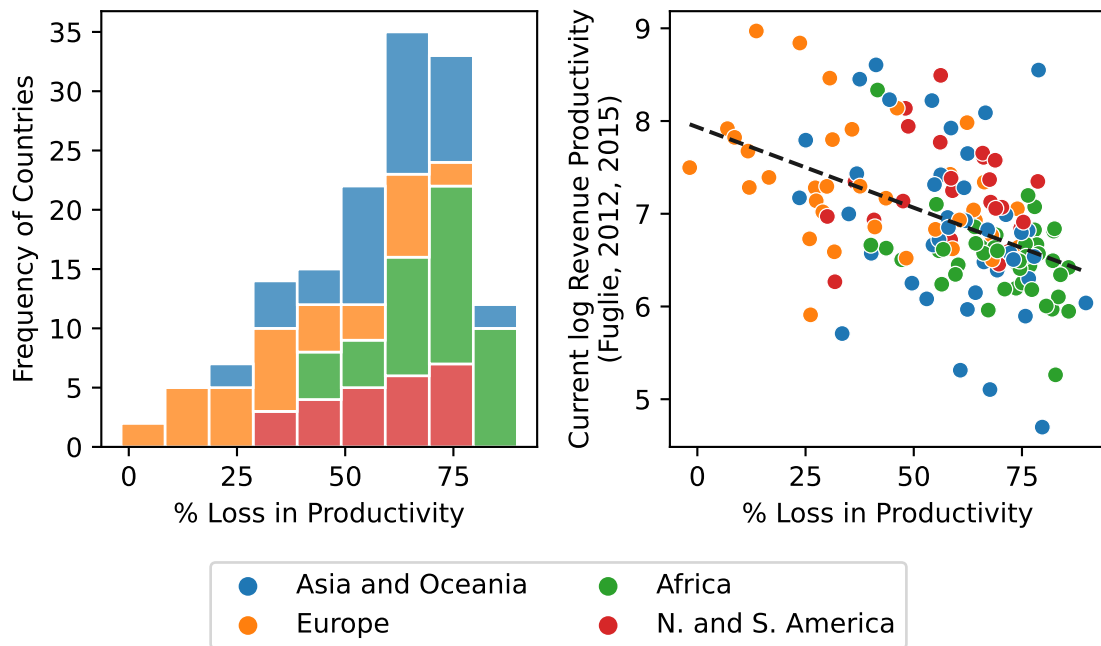 Frequency of Countries
35
30
25
20
15
10
5
0
0 25 50 75
% Loss in Productivity
Current log Revenue Productivity
(Fuglie, 2012, 2015)
9
8
7
6
5
0 25 50 75
% Loss in Productivity
Asia and Oceania
Europe
Africa
N. and S. America